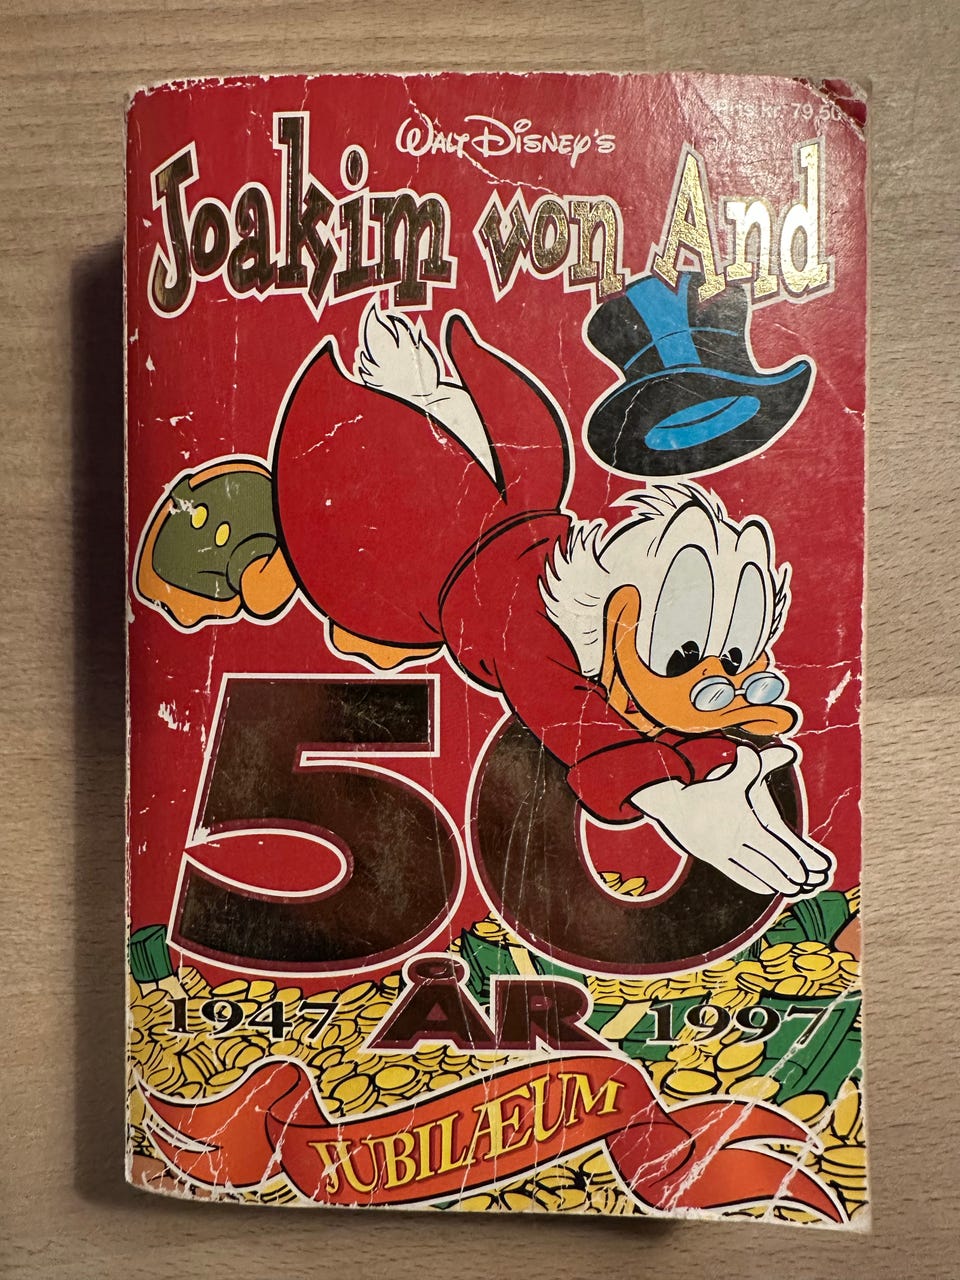 Pris kr. 79,50
WALT DISNEY'S
Joakim von And
50
1947 ÅR 1997
JUBILÆUM